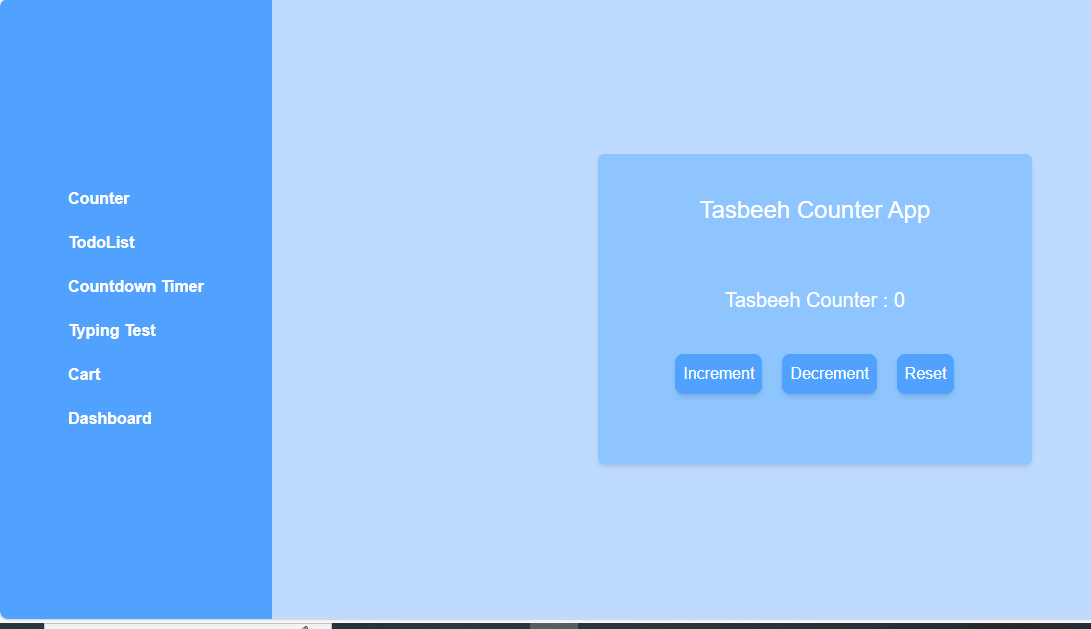 Counter
TodoList
Countdown Timer
Typing Test
Cart
Dashboard
Tasbeeh Counter App
Tasbeeh Counter : 0
Increment Decrement Reset